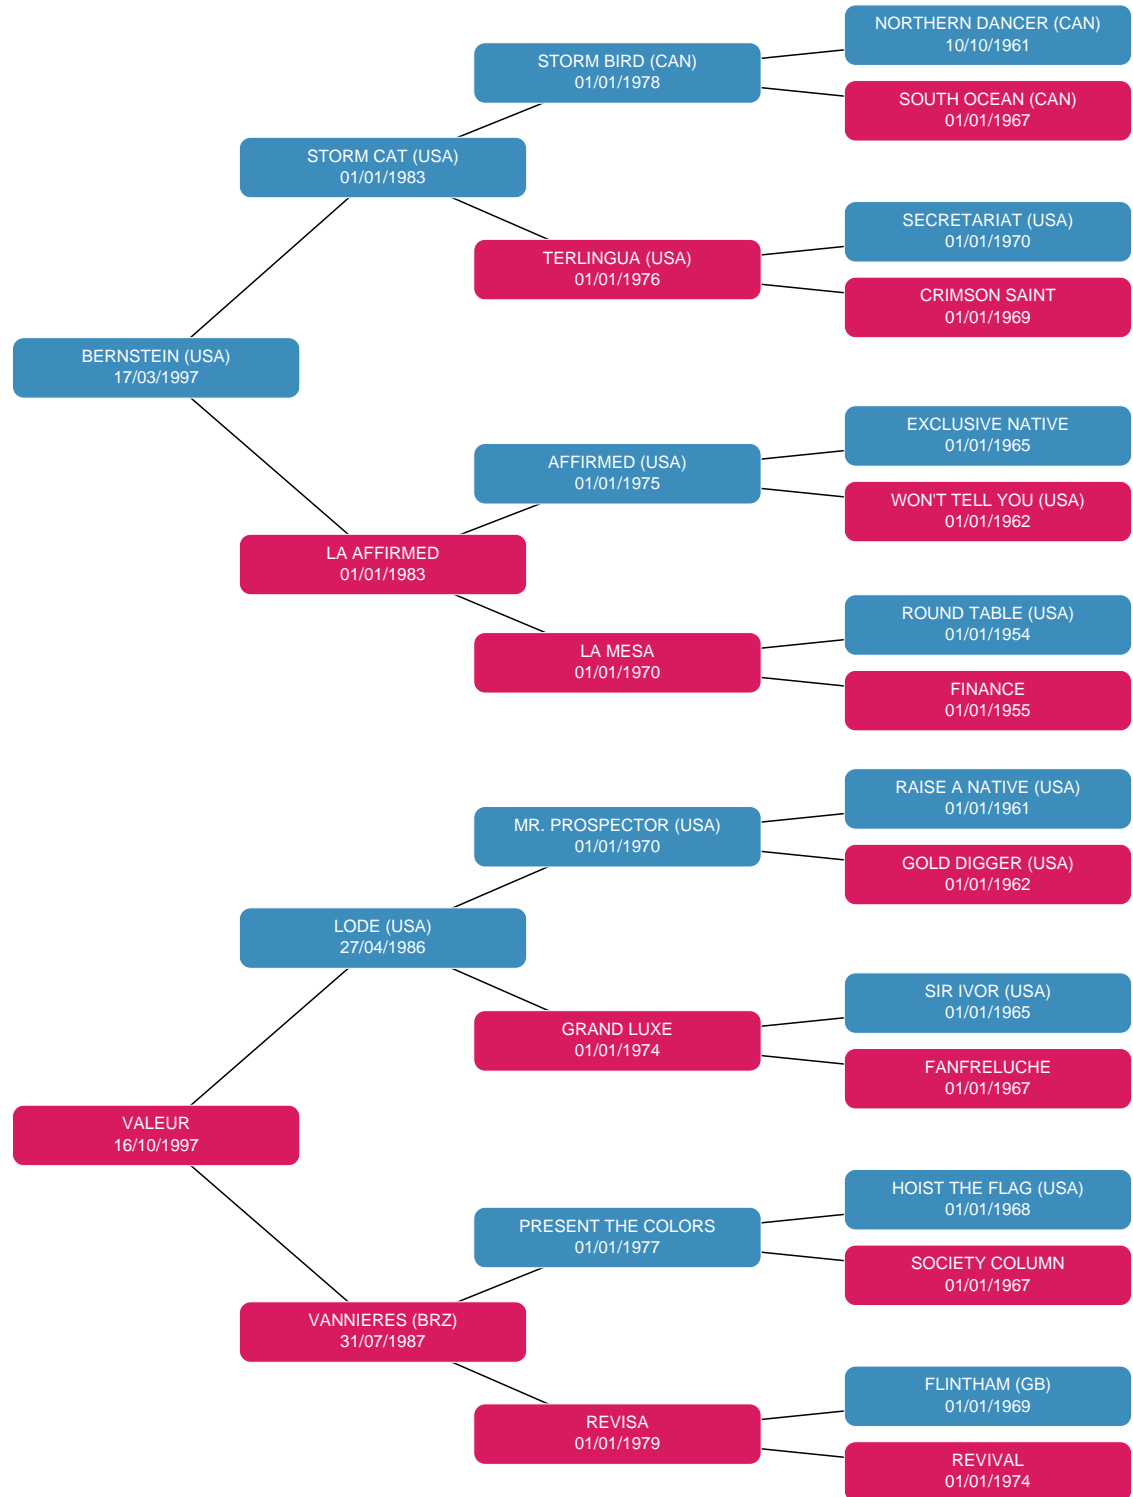 NORTHERN DANCER (CAN)
10/10/1961
STORM BIRD (CAN)
01/01/1978
SOUTH OCEAN (CAN)
01/01/1967
STORM CAT (USA)
01/01/1983
SECRETARIAT (USA)
01/01/1970
TERLINGUA (USA)
01/01/1976
CRIMSON SAINT
01/01/1969
BERNSTEIN (USA)
17/03/1997
EXCLUSIVE NATIVE
01/01/1965
AFFIRMED (USA)
01/01/1975
WON'T TELL YOU (USA)
01/01/1962
LA AFFIRMED
01/01/1983
ROUND TABLE (USA)
01/01/1954
LA MESA
01/01/1970
FINANCE
01/01/1955
RAISE A NATIVE (USA)
01/01/1961
MR. PROSPECTOR (USA)
01/01/1970
GOLD DIGGER (USA)
01/01/1962
LODE (USA)
27/04/1986
SIR IVOR (USA)
01/01/1965
GRAND LUXE
01/01/1974
FANFRELUCHE
01/01/1967
VALEUR
16/10/1997
HOIST THE FLAG (USA)
01/01/1968
PRESENT THE COLORS
01/01/1977
SOCIETY COLUMN
01/01/1967
VANNIERES (BRZ)
31/07/1987
FLINTHAM (GB)
01/01/1969
REVISA
01/01/1979
REVIVAL
01/01/1974